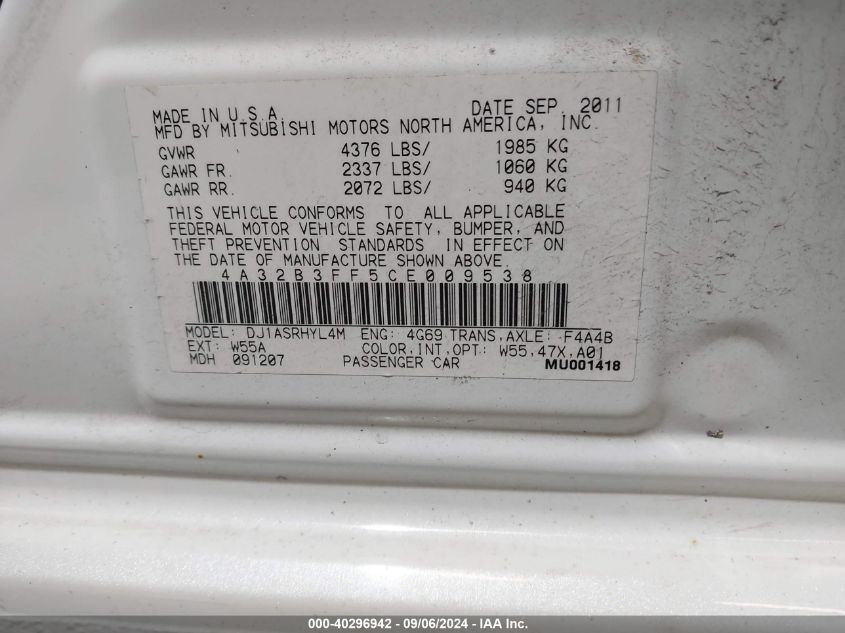 MADE IN U.S.A. DATE SEP. 2011
MFD BY MITSUBISHI MOTORS NORTH AMERICA, INC.
GVWR 4376 LBS/ 1985 KG
GAWR FR. 2337 LBS/ 1060 KG
GAWR RR. 2072 LBS/ 940 KG
THIS VEHICLE CONFORMS TO ALL APPLICABLE
FEDERAL MOTOR VEHICLE SAFETY, BUMPER, AND
THEFT PREVENTION STANDARDS IN EFFECT ON
THE DATE OF MANUFACTURE SHOWN ABOVE.
4A32B3FF5CE009538
MODEL: DJ1ASRHYL4M ENG: 4G69 TRANS,AXLE: F4A4B
EXT: W55A COLOR,INT,OPT: W55,47X,A01
MDH 091207 PASSENGER CAR MU001418
000-40296942 - 09/06/2024 - IAA Inc.